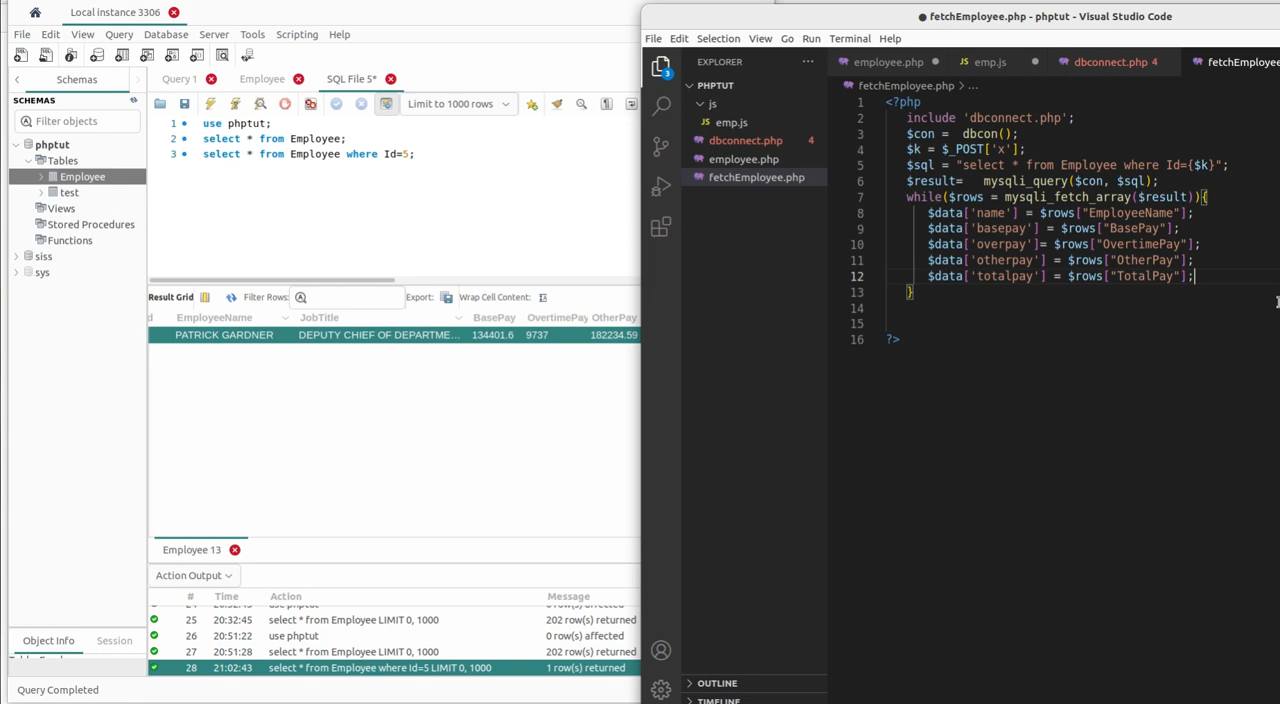 Local instance 3306
File Edit View Query Database Server Tools Scripting Help
Schemas
Query 1
Employee
SQL File 5*
SCHEMAS
Filter objects
phptut
Tables
Employee
test
Views
Stored Procedures
Functions
siss
sys
Object Info
Session
Query Completed
Limit to 1000 rows
1 use phptut;
2 select * from Employee;
3 select * from Employee where Id=5;
Result Grid
Filter Rows:
Export:
Wrap Cell Content:
EmployeeName JobTitle BasePay OvertimePay OtherPay
PATRICK GARDNER DEPUTY CHIEF OF DEPARTME... 134401.6 9737 182234.59
Employee 13
Action Output
# Time Action Message
25 20:32:45 select * from Employee LIMIT 0, 1000 202 row(s) returned
26 20:51:22 use phptut 0 row(s) affected
27 20:51:28 select * from Employee LIMIT 0, 1000 202 row(s) returned
28 21:02:43 select * from Employee where Id=5 LIMIT 0, 1000 1 row(s) returned
● fetchEmployee.php - phptut - Visual Studio Code
File Edit Selection View Go Run Terminal Help
3
EXPLORER ...
PHPTUT
js
JS emp.js
dbconnect.php 4
employee.php
fetchEmployee.php
OUTLINE
TIMELINE
employee.php
JS emp.js
dbconnect.php 4
fetchEmployee
fetchEmployee.php > ...
1 <?php
2 include 'dbconnect.php';
3 $con = dbcon();
4 $k = $_POST['x'];
5 $sql = "select * from Employee where Id={$k}";
6 $result= mysqli_query($con, $sql);
7 while($rows = mysqli_fetch_array($result)){
8 $data['name'] = $rows["EmployeeName"];
9 $data['basepay'] = $rows["BasePay"];
10 $data['overpay']= $rows["OvertimePay"];
11 $data['otherpay'] = $rows["OtherPay"];
12 $data['totalpay'] = $rows["TotalPay"];
13 }
14
15
16 ?>